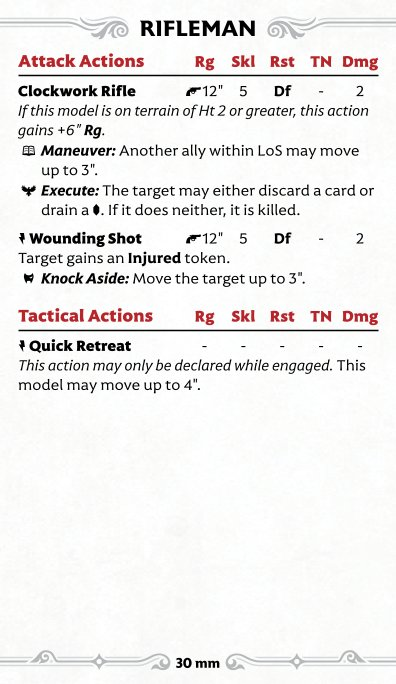 RIFLEMAN
Attack Actions Rg Skl Rst TN Dmg
Clockwork Rifle 12" 5 Df - 2
If this model is on terrain of Ht 2 or greater, this action
gains +6" Rg.
Maneuver: Another ally within LoS may move
up to 3".
Execute: The target may either discard a card or
drain a . If it does neither, it is killed.
Wounding Shot 12" 5 Df - 2
Target gains an Injured token.
Knock Aside: Move the target up to 3".
Tactical Actions Rg Skl Rst TN Dmg
Quick Retreat - - - - -
This action may only be declared while engaged. This
model may move up to 4".
30 mm